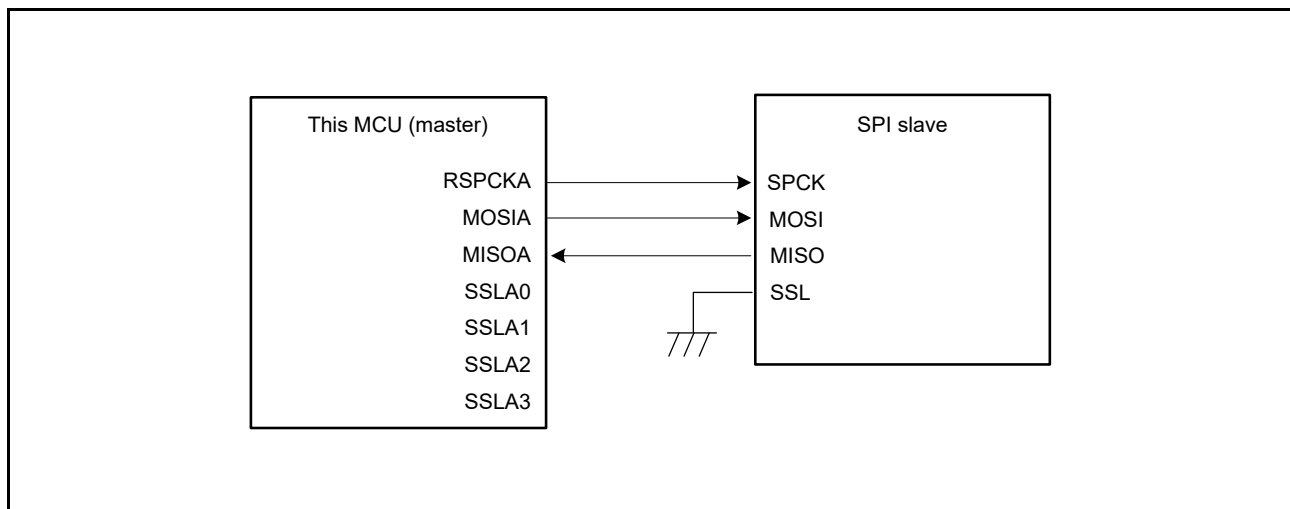 This MCU (master)
RSPCKA
MOSIA
MISOA
SSLA0
SSLA1
SSLA2
SSLA3
SPI slave
SPCK
MOSI
MISO
SSL